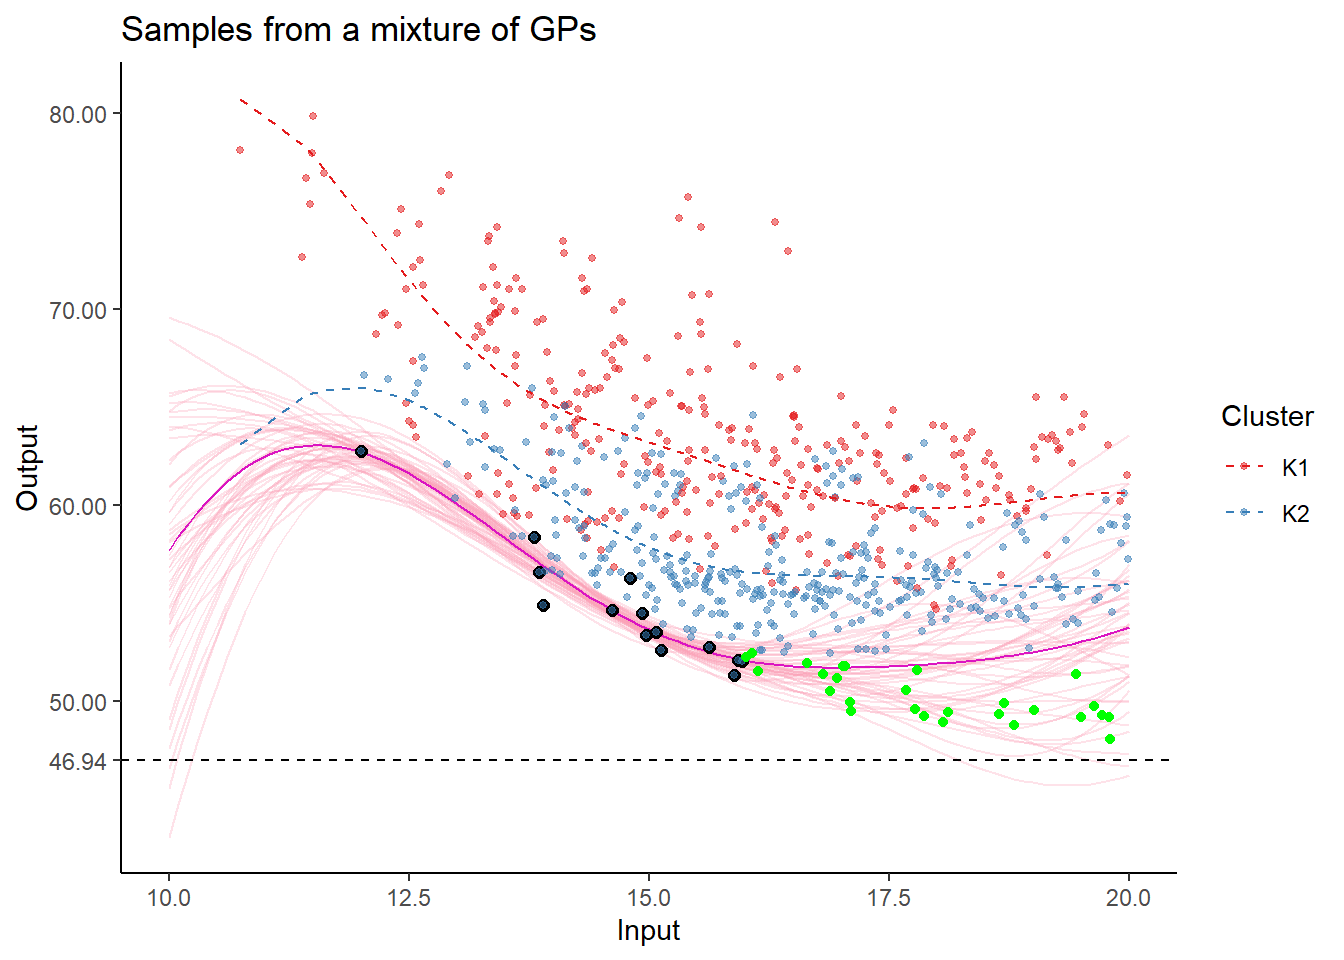 Samples from a mixture of GPs
80.00
70.00
60.00
50.00
46.94
Output
10.0 12.5 15.0 17.5 20.0
Input
Cluster
K1
K2